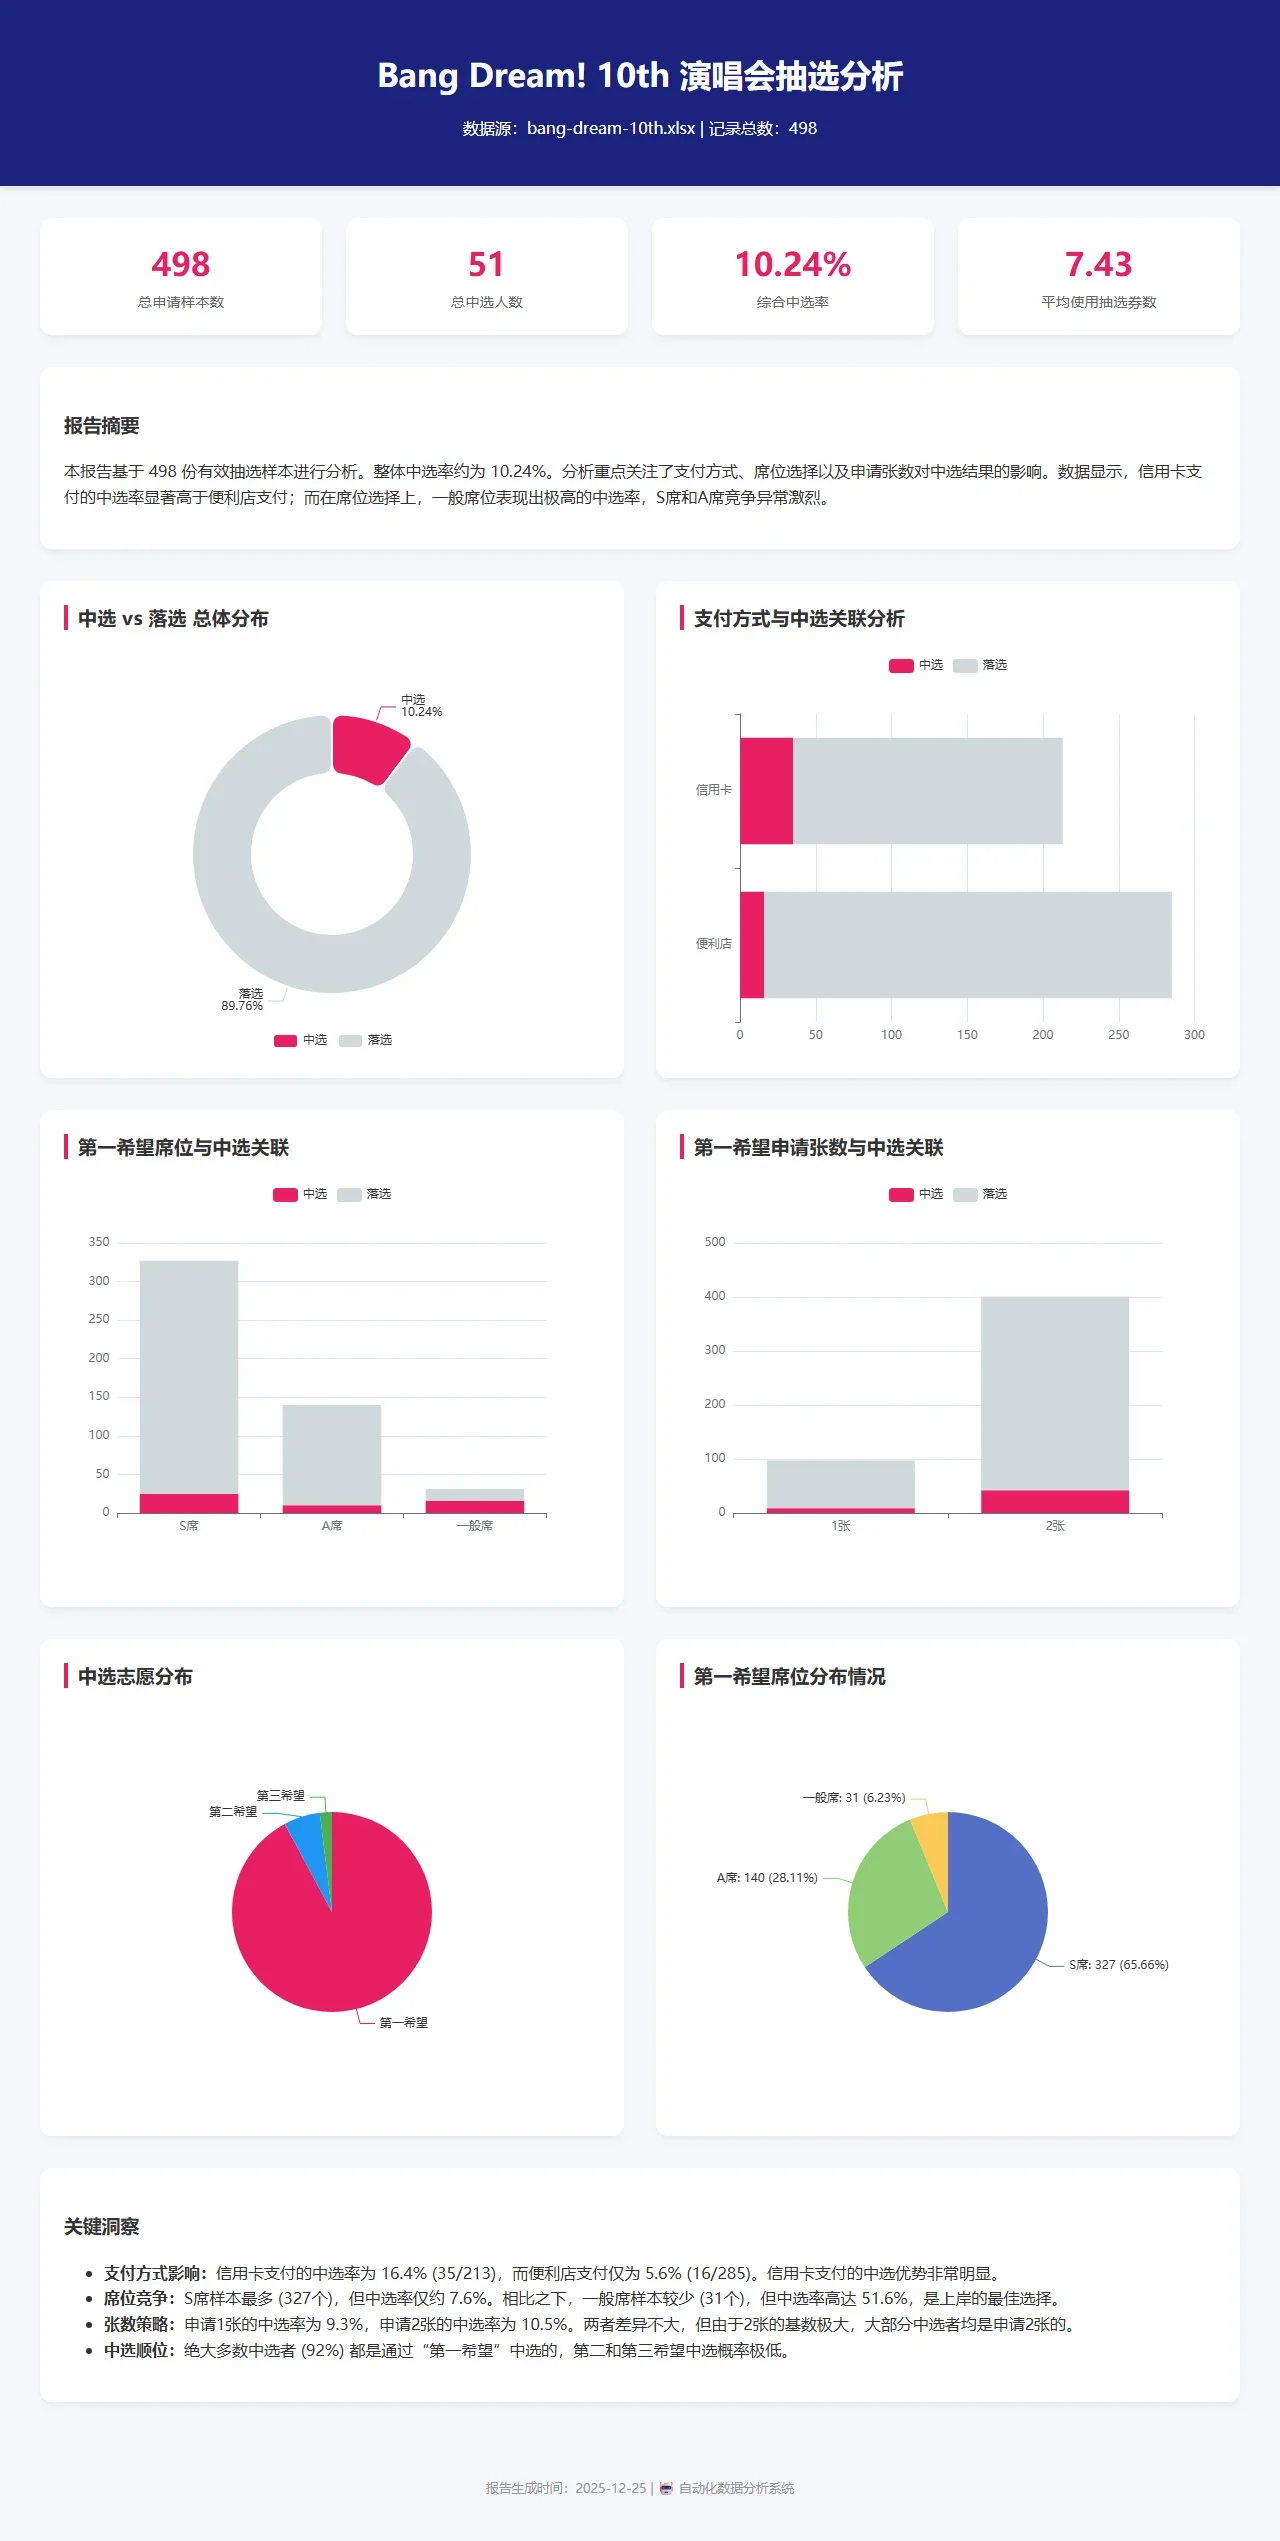 Bang Dream! 10th 演唱会抽选分析
数据源：bang-dream-10th.xlsx | 记录总数：498
498
总申请样本数
51
总中选人数
10.24%
综合中选率
7.43
平均使用抽选券数
报告摘要
本报告基于 498 份有效抽选样本进行分析。整体中选率约为 10.24%。分析重点关注了支付方式、席位选择以及申请张数对中选结果的影响。数据显示，信用卡支
付的中选率显著高于便利店支付；而在席位选择上，一般席位表现出极高的中选率，S席和A席竞争异常激烈。
中选 vs 落选 总体分布
中选
10.24%
落选
89.76%
中选 落选
支付方式与中选关联分析
中选 落选
信用卡
便利店
0 50 100 150 200 250 300
第一希望席位与中选关联
中选 落选
350
300
250
200
150
100
50
0
S席 A席 一般席
第一希望申请张数与中选关联
中选 落选
500
400
300
200
100
0
1张 2张
中选志愿分布
第三希望
第二希望
第一希望
第一希望席位分布情况
一般席: 31 (6.23%)
A席: 140 (28.11%)
S席: 327 (65.66%)
关键洞察
• 支付方式影响：信用卡支付的中选率为 16.4% (35/213)，而便利店支付仅为 5.6% (16/285)。信用卡支付的中选优势非常明显。
• 席位竞争：S席样本最多 (327个)，但中选率仅约 7.6%。相比之下，一般席样本较少 (31个)，但中选率高达 51.6%，是上岸的最佳选择。
• 张数策略：申请1张的中选率为 9.3%，申请2张的中选率为 10.5%。两者差异不大，但由于2张的基数极大，大部分中选者均是申请2张的。
• 中选顺位：绝大多数中选者 (92%) 都是通过“第一希望”中选的，第二和第三希望中选概率极低。
报告生成时间：2025-12-25 | 自动化数据分析系统